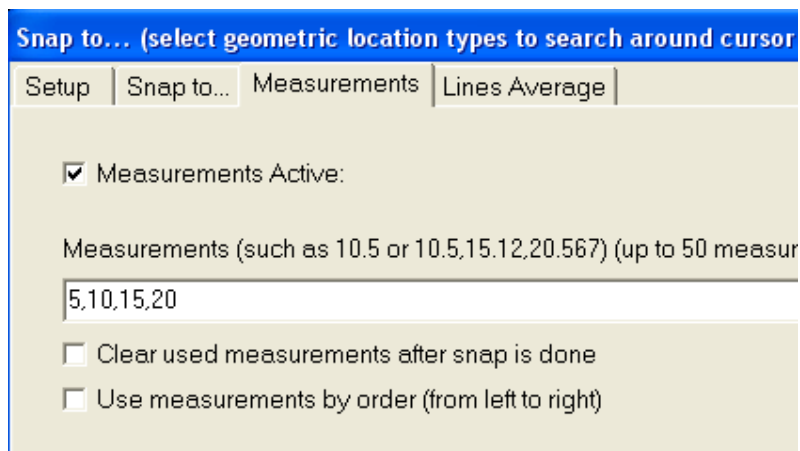 Snap to... (select geometric location types to search around cursor
Setup Snap to... Measurements Lines Average
Measurements Active:
Measurements (such as 10.5 or 10.5,15.12,20.567) (up to 50 measur
5,10,15,20
Clear used measurements after snap is done
Use measurements by order (from left to right)